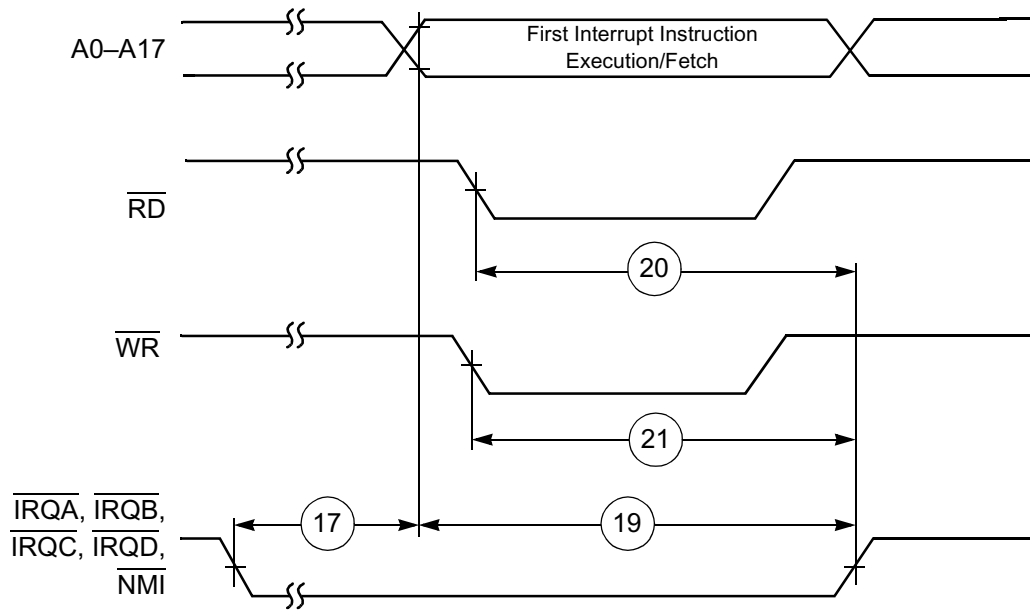 A0–A17
First Interrupt Instruction
Execution/Fetch
RD
20
WR
21
IRQA, IRQB,
IRQC, IRQD,
NMI
17
19